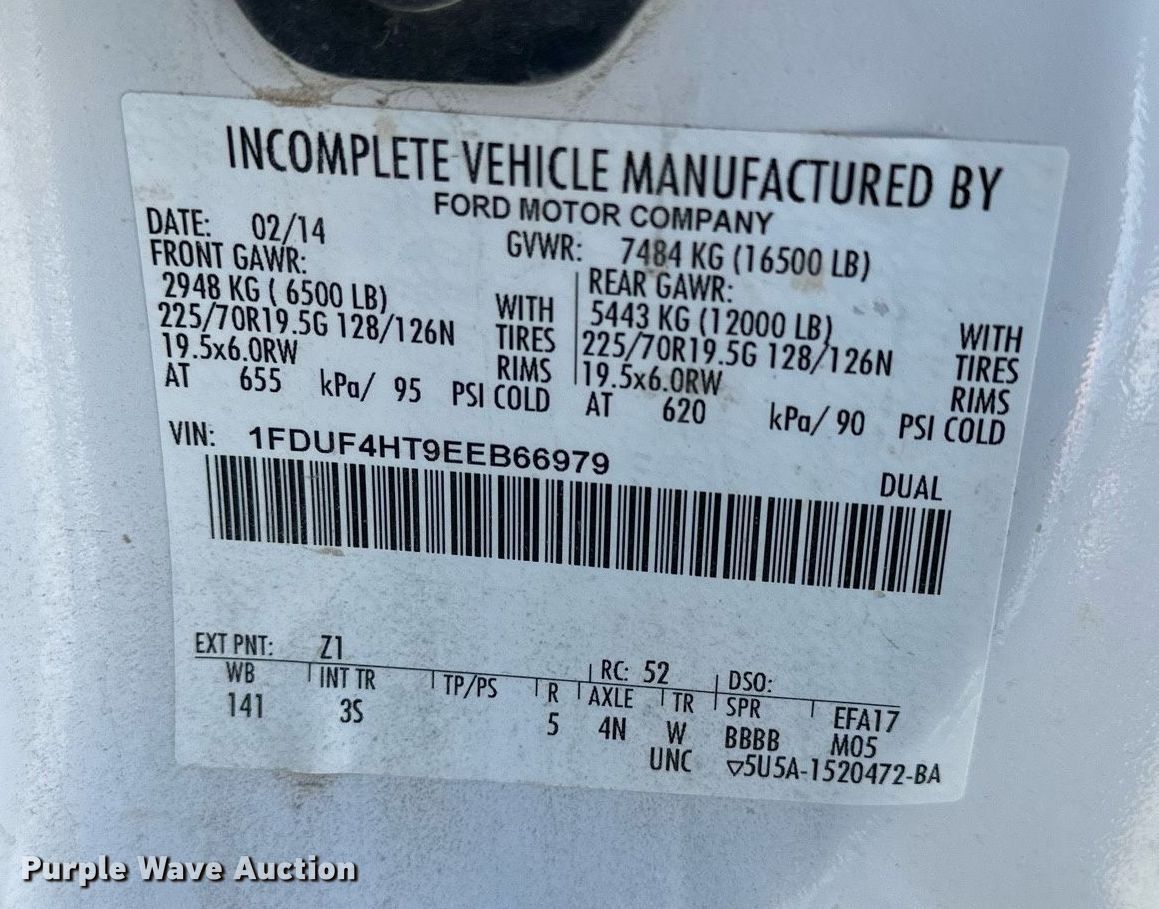 INCOMPLETE VEHICLE MANUFACTURED BY
FORD MOTOR COMPANY
DATE: 02/14 GVWR: 7484 KG (16500 LB)
FRONT GAWR: REAR GAWR:
2948 KG ( 6500 LB) WITH 5443 KG (12000 LB) WITH
225/70R19.5G 128/126N TIRES 225/70R19.5G 128/126N TIRES
19.5x6.0RW RIMS 19.5x6.0RW RIMS
AT 655 kPa/ 95 PSI COLD AT 620 kPa/ 90 PSI COLD
VIN: 1FDUF4HT9EEB66979
DUAL
EXT PNT: Z1 RC: 52 DSO:
WB INT TR TP/PS R AXLE TR SPR EFA17
141 3S 5 4N W BBBB M05
UNC ▽5U5A-1520472-BA
Purple Wave Auction